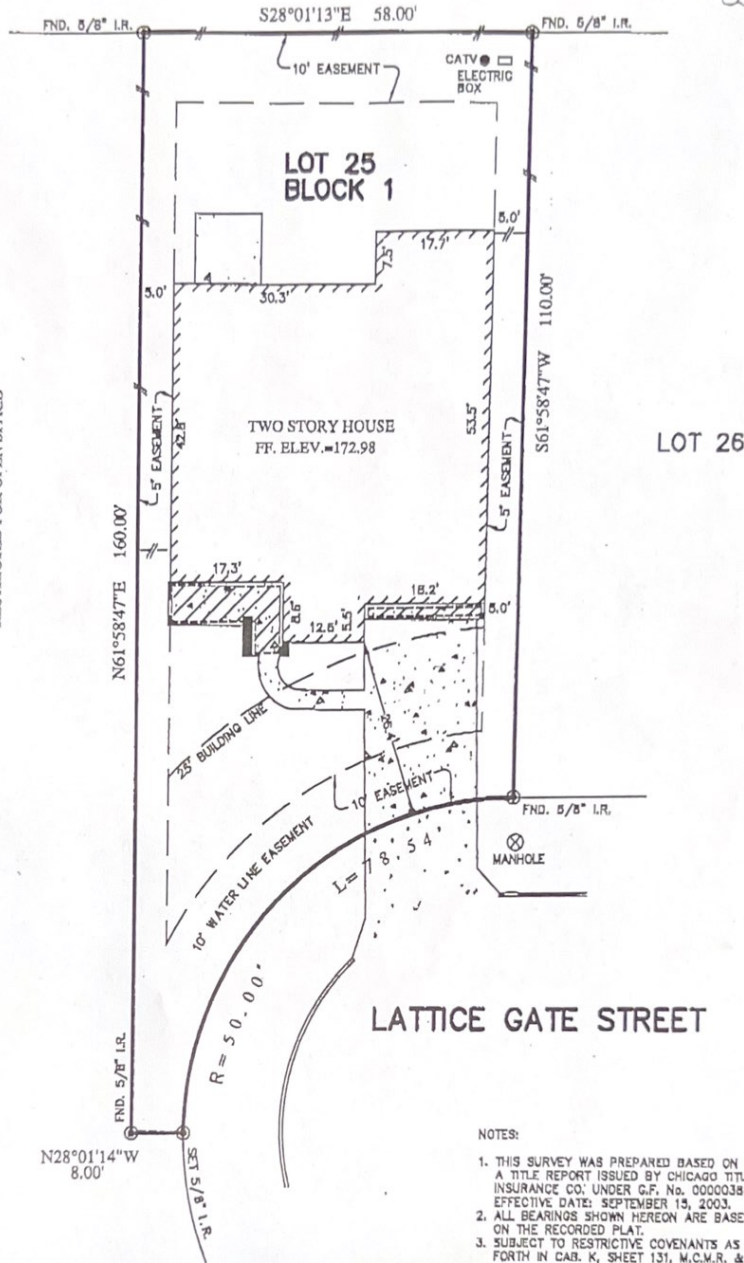 S28°01'13"E 58.00'
FND. 5/8" I.R.
FND. 5/8" I.R.
10' EASEMENT
CATV
ELECTRIC
BOX
LOT 25
BLOCK 1
5.0'
17.7'
7.5'
5.0'
30.3'
S61°58'47"W 110.00'
TWO STORY HOUSE
FF. ELEV.=172.98
42.8'
53.5'
5' EASEMENT
5' EASEMENT
LOT 26
N61°58'47"E 160.00'
17.3'
8.6'
12.6'
5.5'
18.2'
5.0'
25' BUILDING LINE
26'
10' EASEMENT
FND. 5/8" I.R.
10' WATER LINE EASEMENT
L=78.54'
MANHOLE
R=50.00'
LATTICE GATE STREET
FND. 5/8" I.R.
N28°01'14"W
8.00'
SET 5/8" I.R.
NOTES:
1. THIS SURVEY WAS PREPARED BASED ON
A TITLE REPORT ISSUED BY CHICAGO TITL
INSURANCE CO. UNDER G.F. No. 0000038
EFFECTIVE DATE: SEPTEMBER 15, 2003.
2. ALL BEARINGS SHOWN HEREON ARE BASE
ON THE RECORDED PLAT.
3. SUBJECT TO RESTRICTIVE COVENANTS AS
FORTH IN CAB. K, SHEET 131, M.C.M.R. &